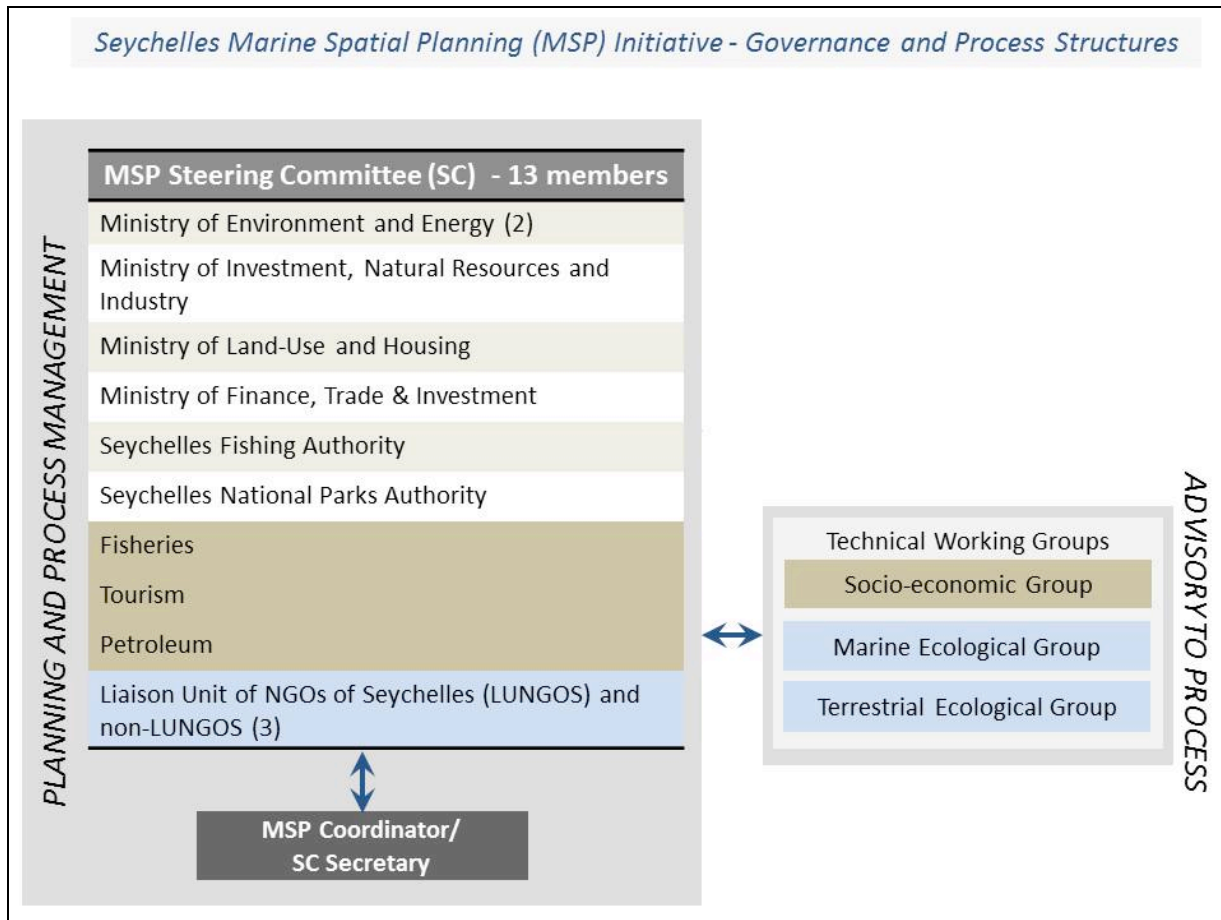 Seychelles Marine Spatial Planning (MSP) Initiative - Governance and Process Structures
PLANNING AND PROCESS MANAGEMENT
MSP Steering Committee (SC) - 13 members
Ministry of Environment and Energy (2)
Ministry of Investment, Natural Resources and
Industry
Ministry of Land-Use and Housing
Ministry of Finance, Trade & Investment
Seychelles Fishing Authority
Seychelles National Parks Authority
Fisheries
Tourism
Petroleum
Liaison Unit of NGOs of Seychelles (LUNGOS) and
non-LUNGOS (3)
MSP Coordinator/
SC Secretary
Technical Working Groups
Socio-economic Group
Marine Ecological Group
Terrestrial Ecological Group
ADVISORY TO PROCESS